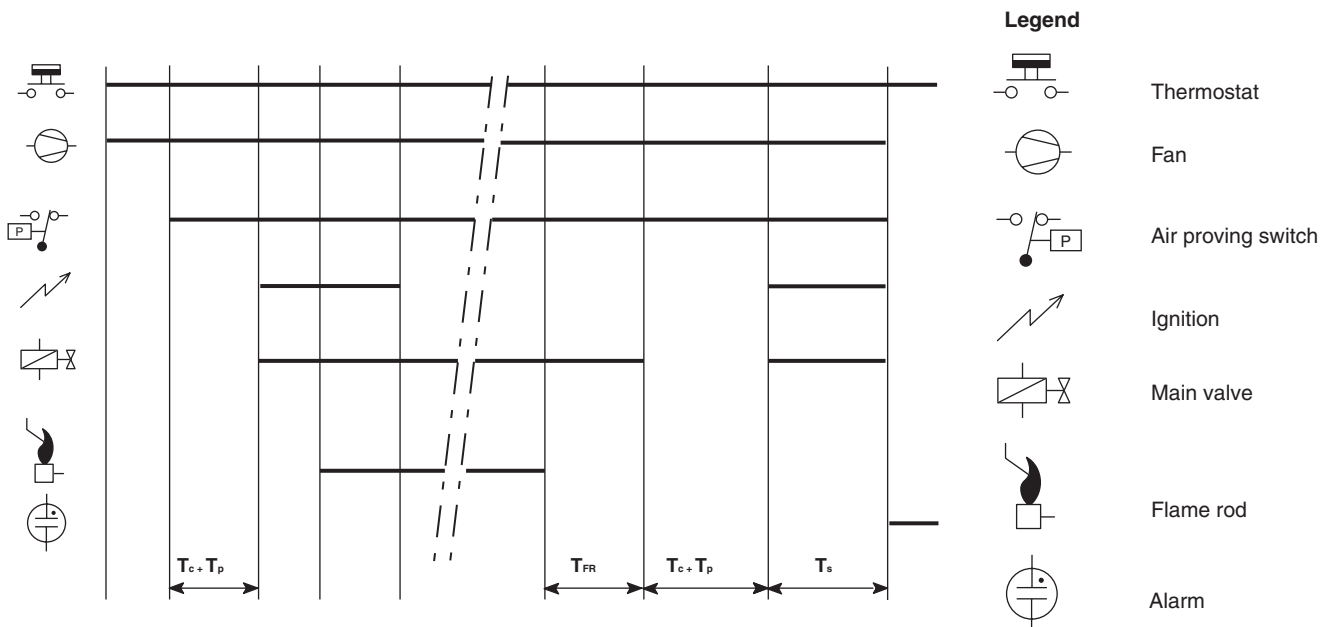 Legend
Thermostat
Fan
P
P
Air proving switch
Ignition
Main valve
Flame rod
Tc + Tp
TFR
Tc + Tp
Ts
Alarm